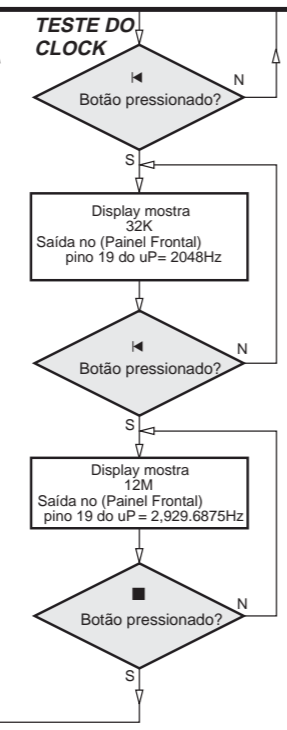 TESTE DO
CLOCK
Botão pressionado?
N
S
Display mostra
32K
Saída no (Painel Frontal)
pino 19 do uP= 2048Hz
Botão pressionado?
N
S
Display mostra
12M
Saída no (Painel Frontal)
pino 19 do uP = 2,929.6875Hz
Botão pressionado?
N
S